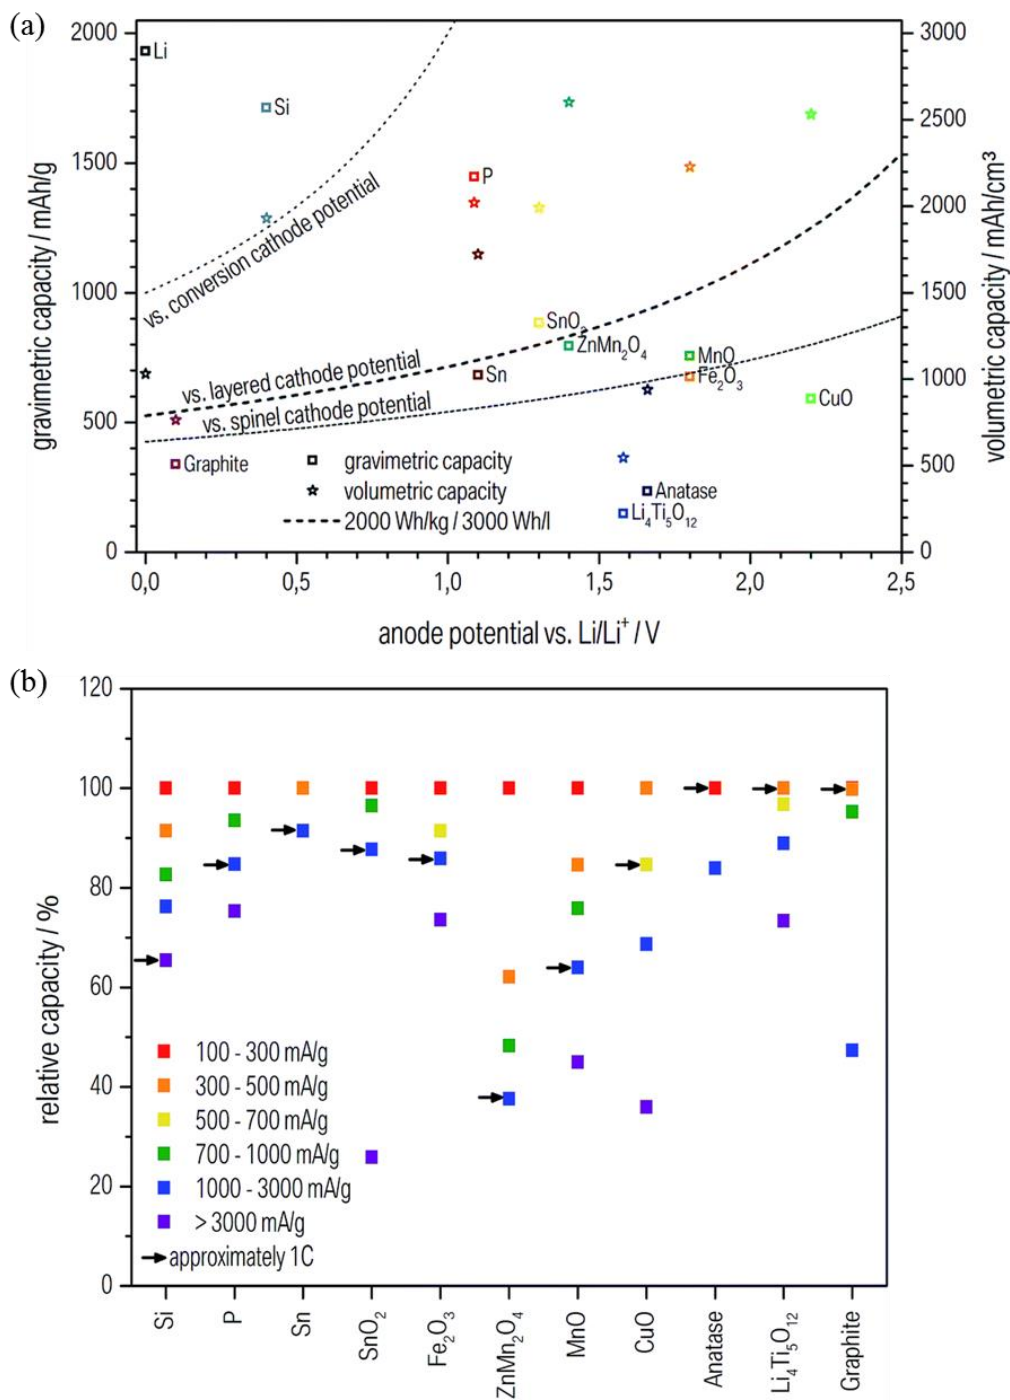 (a)
2000
1500
1000
500
0
gravimetric capacity / mAh/g
3000
2500
2000
1500
1000
500
0
volumetric capacity / mAh/cm³
Li
Si
P
vs. conversion cathode potential
SnO₂
ZnMn₂O₄
MnO
Fe₂O₃
Sn
CuO
vs. layered cathode potential
vs. spinel cathode potential
Graphite
gravimetric capacity
volumetric capacity
2000 Wh/kg / 3000 Wh/l
Anatase
Li₄Ti₅O₁₂
0,0 0,5 1,0 1,5 2,0 2,5
anode potential vs. Li/Li⁺ / V
(b)
120
100
80
60
40
20
0
relative capacity / %
100 - 300 mA/g
300 - 500 mA/g
500 - 700 mA/g
700 - 1000 mA/g
1000 - 3000 mA/g
> 3000 mA/g
approximately 1C
Si
P
Sn
SnO₂
Fe₂O₃
ZnMn₂O₄
MnO
CuO
Anatase
Li₄Ti₅O₁₂
Graphite